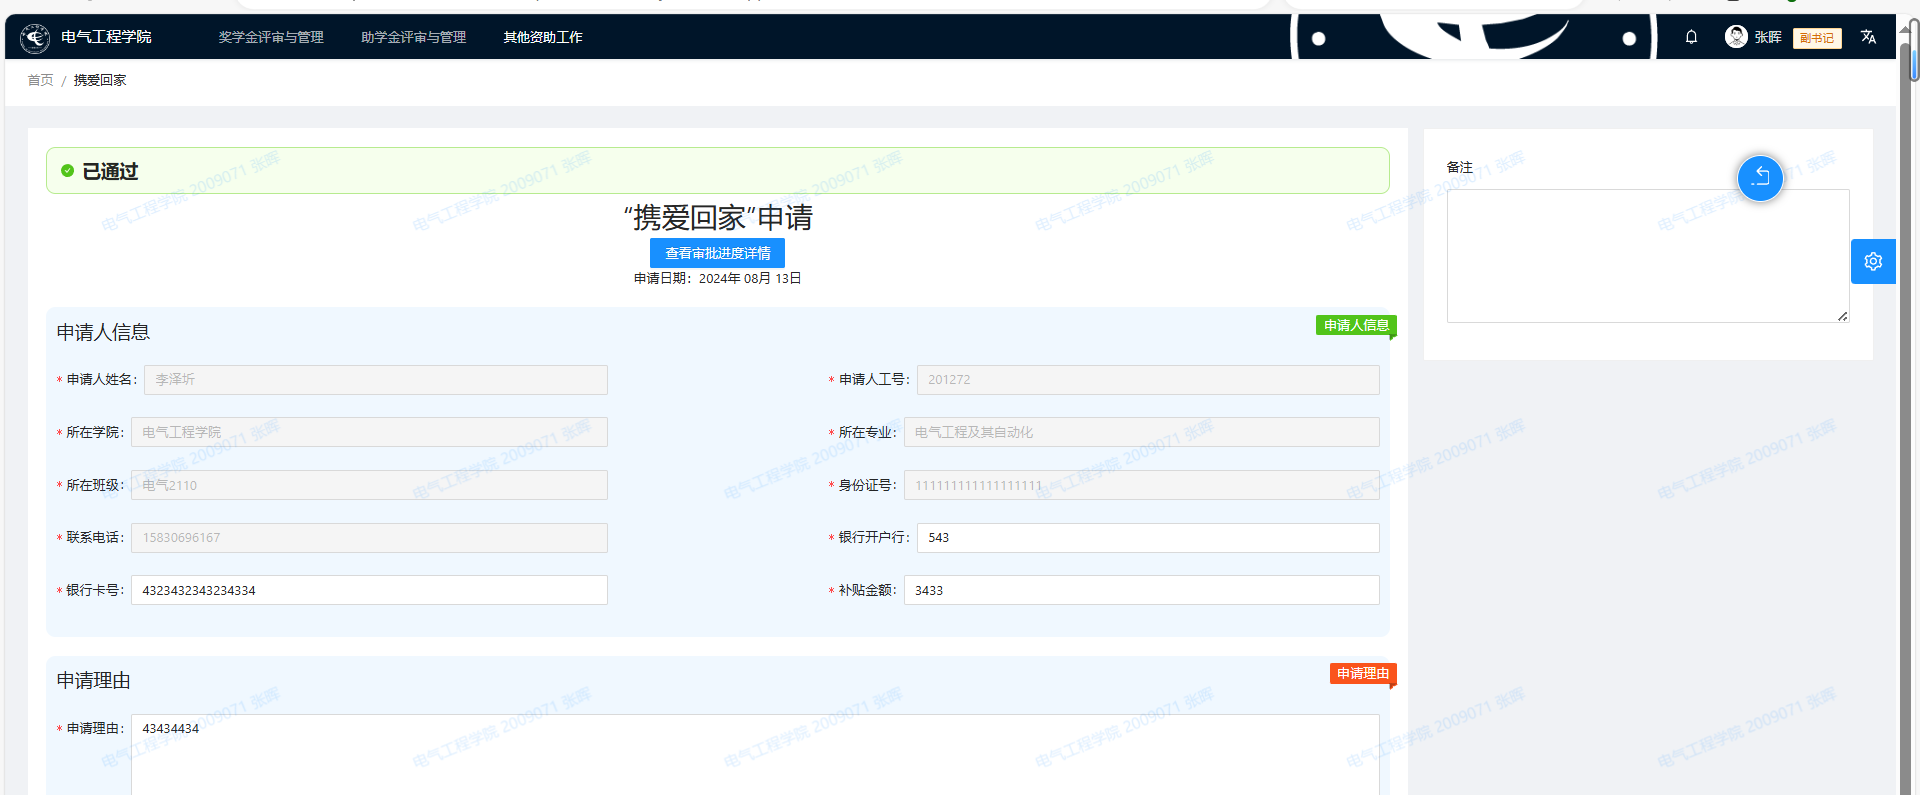 电气工程学院 奖学金评审与管理 助学金评审与管理 其他资助工作 张晖 副书记
首页 / 携爱回家
已通过
“携爱回家”申请
查看审批进度详情
申请日期：2024年 08月 13日
备注
申请人信息 申请人信息
* 申请人姓名： 李泽圻 * 申请人工号： 201272
* 所在学院： 电气工程学院 * 所在专业： 电气工程及其自动化
* 所在班级： 电气2110 * 身份证号： 111111111111111111
* 联系电话： 15830696167 * 银行开户行： 543
* 银行卡号： 4323432343234334 * 补贴金额： 3433
申请理由 申请理由
* 申请理由： 43434434
电气工程学院 2009071 张晖